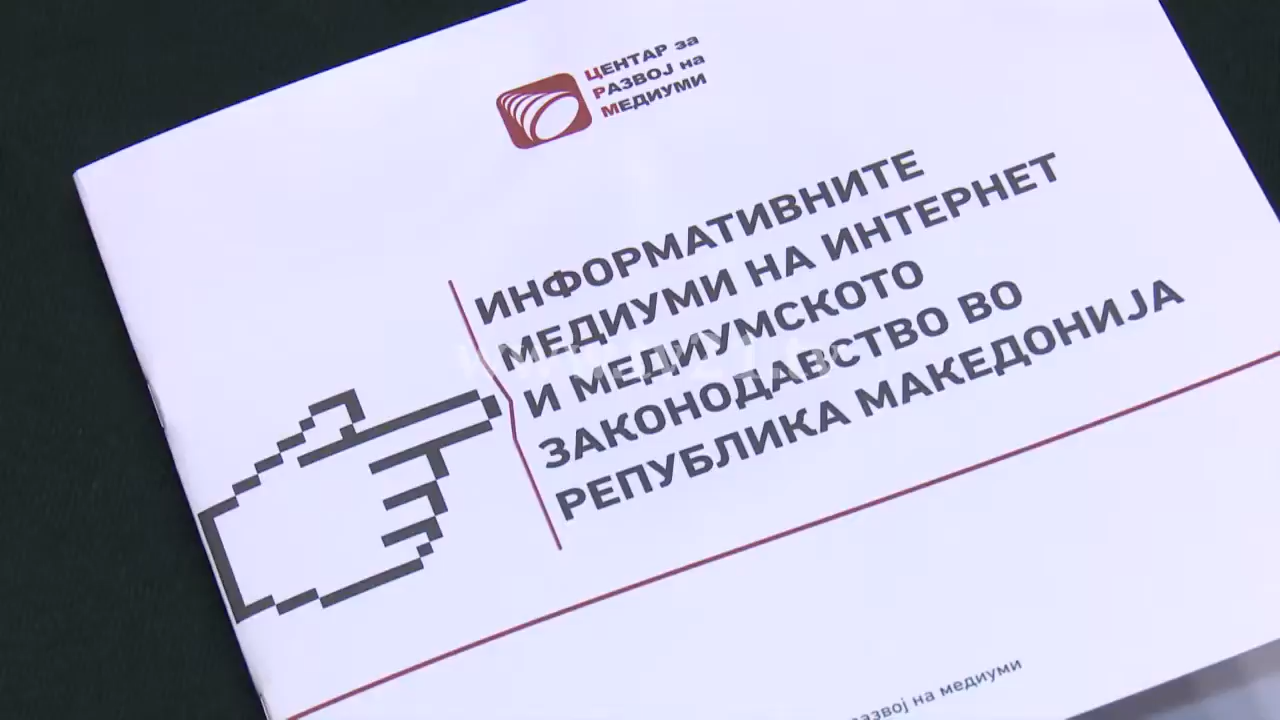 ЦЕНТАР за
РАЗВОЈ на
МЕДИУМИ
ИНФОРМАТИВНИТЕ
МЕДИУМИ НА ИНТЕРНЕТ
И МЕДИУМСКОТО
ЗАКОНОДАВСТВО ВО
РЕПУБЛИКА МАКЕДОНИЈА
развој на медиуми